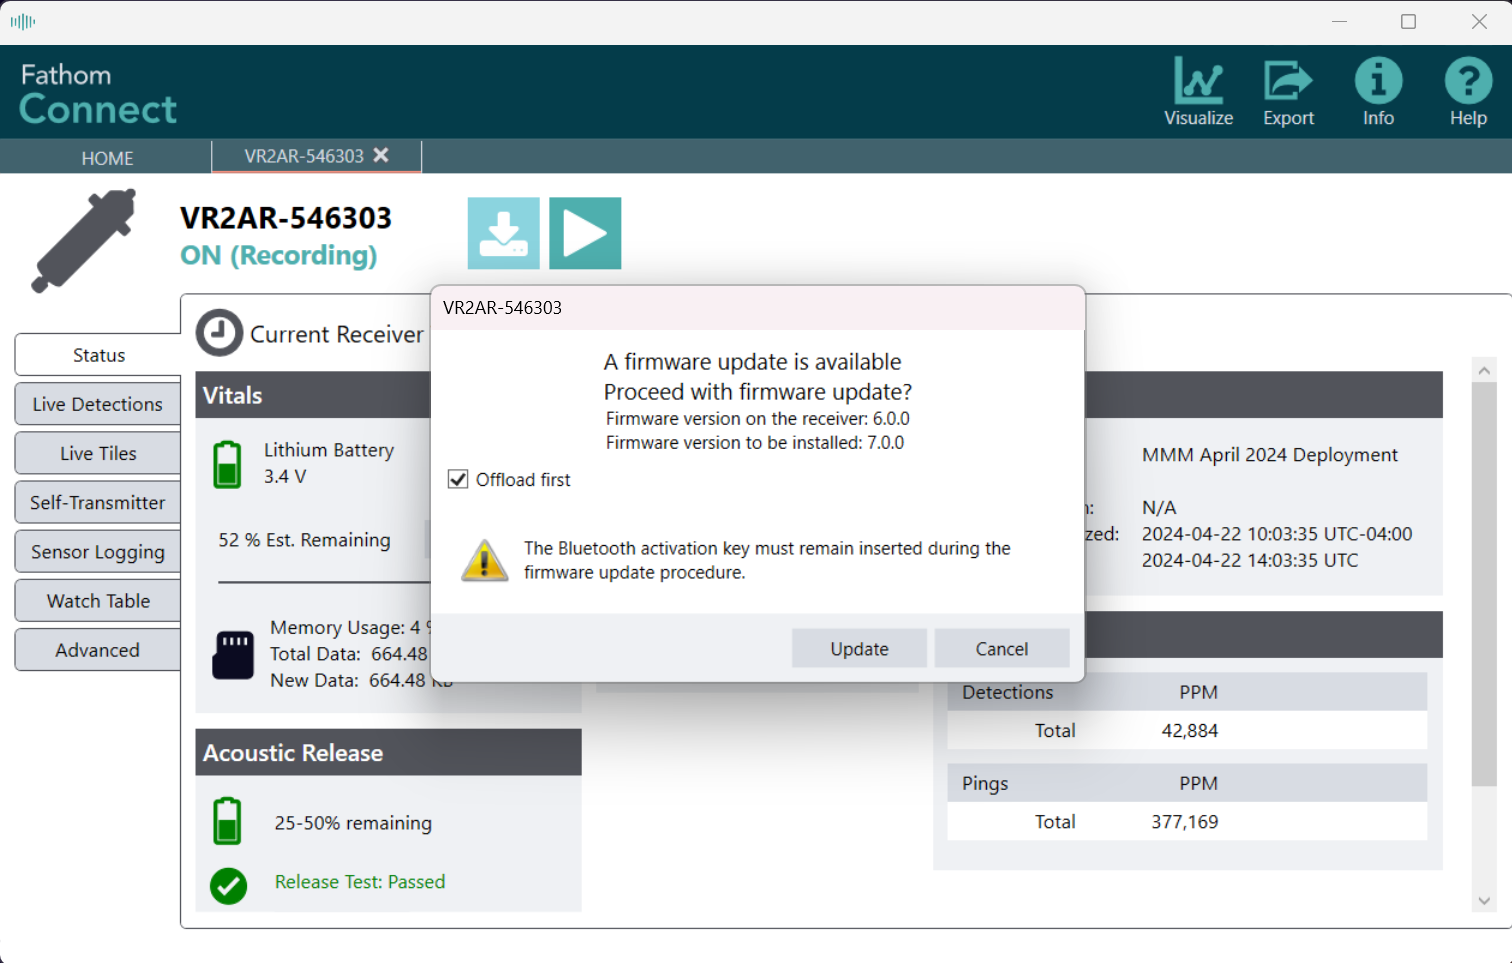 Fathom
Connect
Visualize
Export
Info
Help
HOME
VR2AR-546303
VR2AR-546303
ON (Recording)
Status
Live Detections
Live Tiles
Self-Transmitter
Sensor Logging
Watch Table
Advanced
Current Receiver
Vitals
Lithium Battery
3.4 V
52 % Est. Remaining
Memory Usage: 4 %
Total Data: 664.48
New Data: 664.48 KB
Acoustic Release
25-50% remaining
Release Test: Passed
VR2AR-546303
A firmware update is available
Proceed with firmware update?
Firmware version on the receiver: 6.0.0
Firmware version to be installed: 7.0.0
Offload first
The Bluetooth activation key must remain inserted during the
firmware update procedure.
Update
Cancel
MMM April 2024 Deployment
N/A
zed: 2024-04-22 10:03:35 UTC-04:00
2024-04-22 14:03:35 UTC
Detections PPM
Total 42,884
Pings PPM
Total 377,169